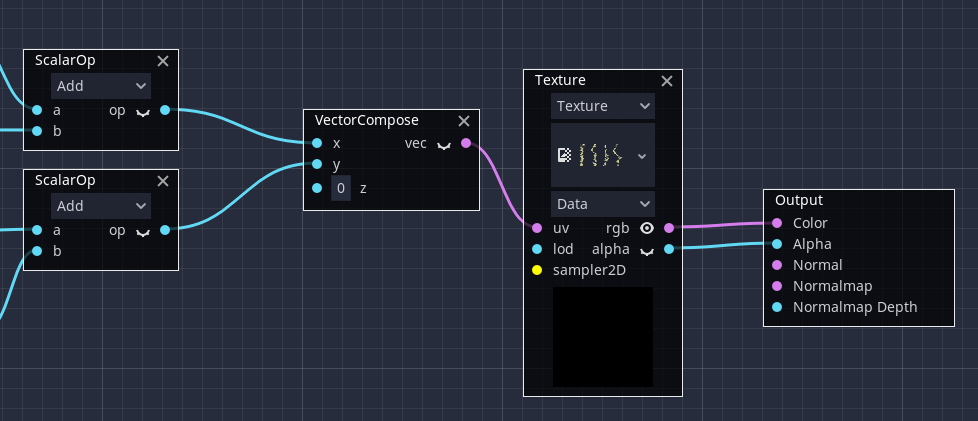 ScalarOp
Add
a op
b
ScalarOp
Add
a op
b
VectorCompose
x vec
y
0 z
Texture
Texture
Data
uv rgb
lod alpha
sampler2D
Output
Color
Alpha
Normal
Normalmap
Normalmap Depth